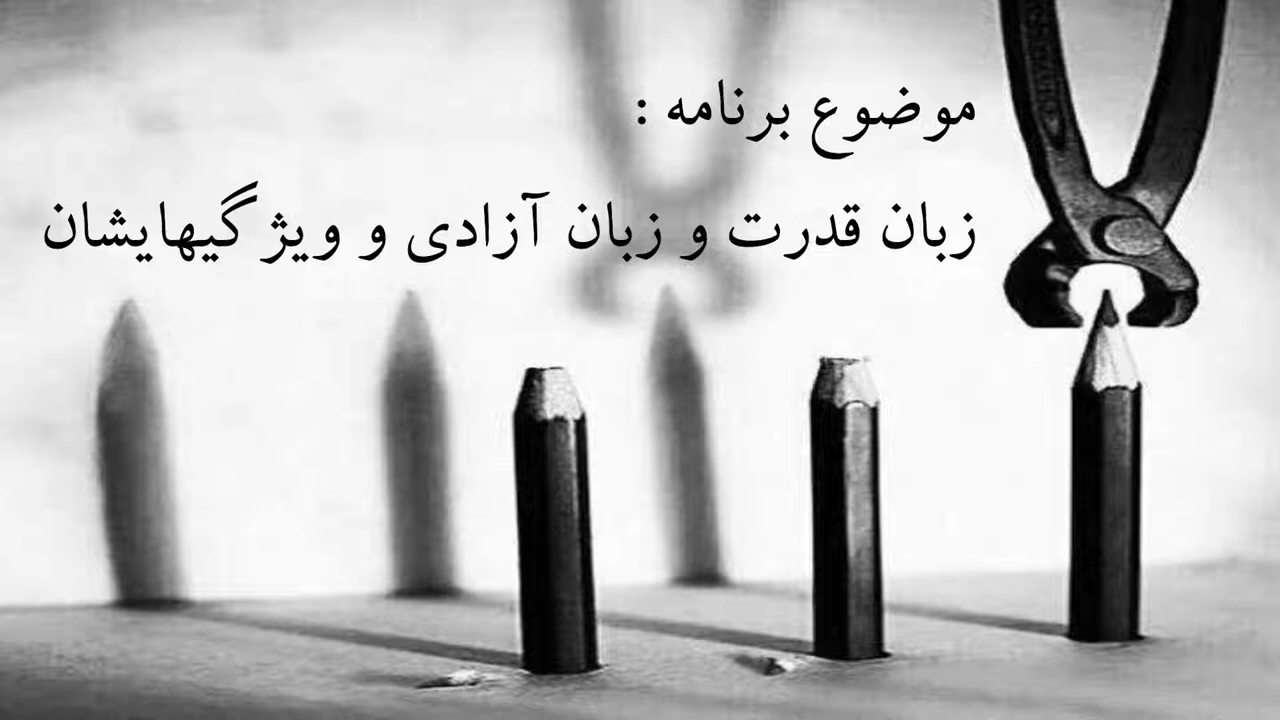 موضوع برنامه :
زبان قدرت و زبان آزادی و ویژگیهایشان